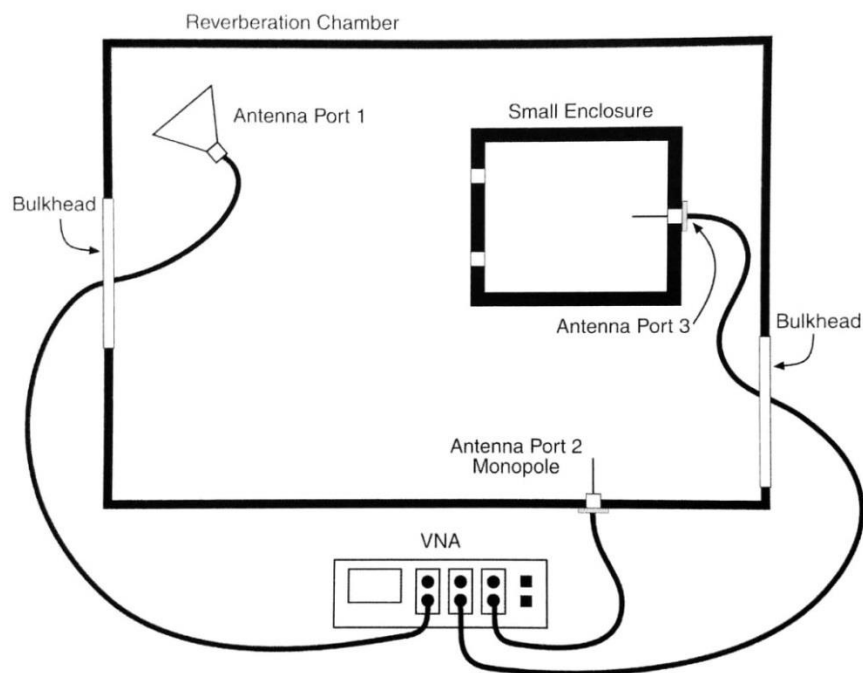 Reverberation Chamber
Antenna Port 1
Small Enclosure
Bulkhead
Antenna Port 3
Bulkhead
Antenna Port 2
Monopole
VNA